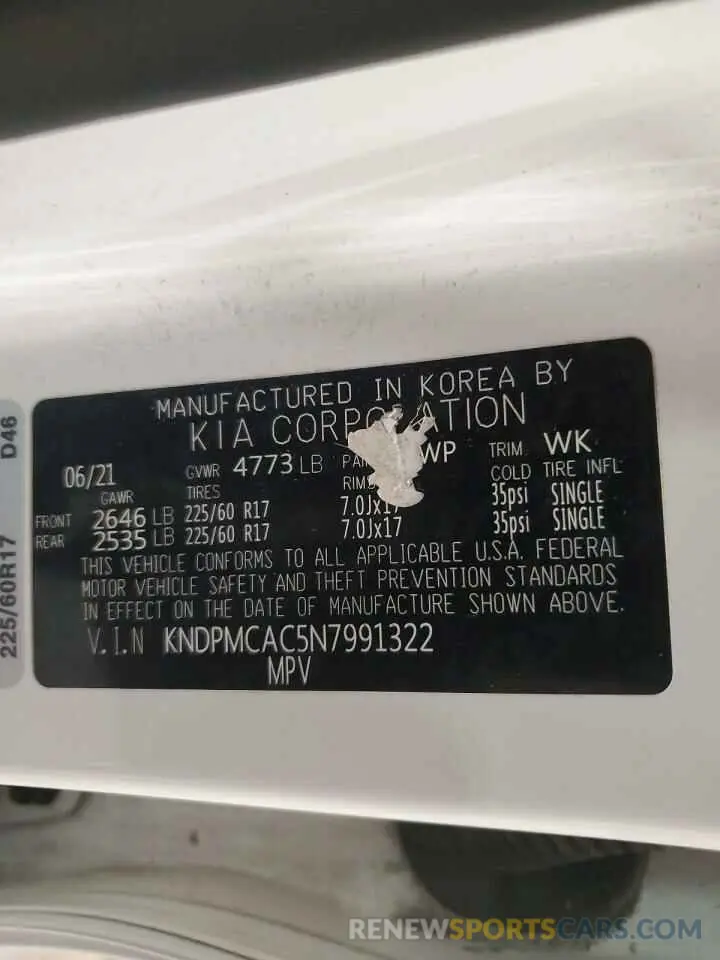 MANUFACTURED IN KOREA BY
KIA
06/21 GVWR 4773 LB WP TRIM WK
GAWR TIRES COLD TIRE INFL
FRONT 2646 LB 225/60 R17 7.0Jx17 35psi SINGLE
REAR 2535 LB 225/60 R17 7.0Jx17 35psi SINGLE
THIS VEHICLE CONFORMS TO ALL APPLICABLE U.S.A. FEDERAL
MOTOR VEHICLE SAFETY AND THEFT PREVENTION STANDARDS
IN EFFECT ON THE DATE OF MANUFACTURE SHOWN ABOVE.
V.I.N KNDPMCAC5N7991322
MPV
225/60R17 D46
RENEWSPORTSCARS.COM